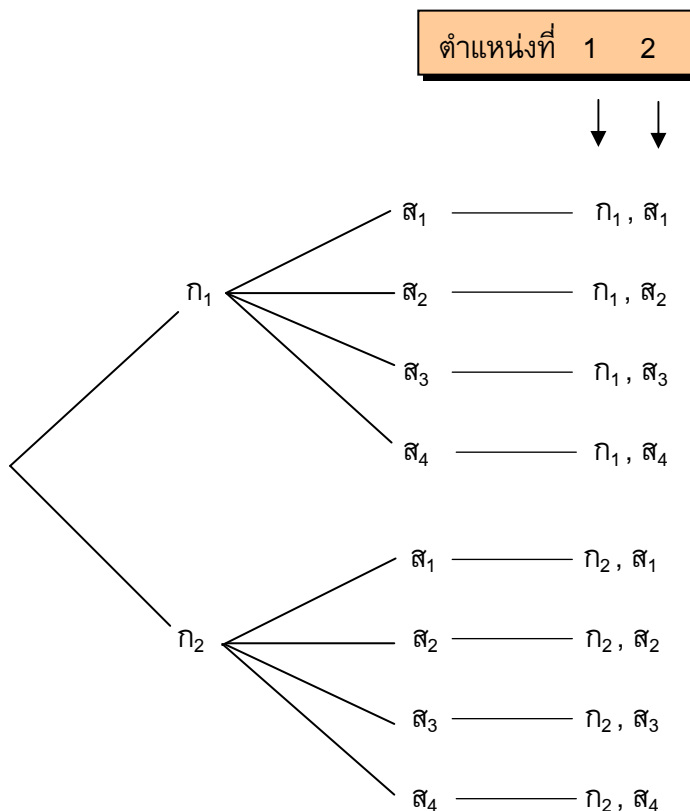 ตำแหน่งที่ 1 2
ส₁ ก₁ , ส₁
ก₁ ส₂ ก₁ , ส₂
ส₃ ก₁ , ส₃
ส₄ ก₁ , ส₄
ส₁ ก₂ , ส₁
ก₂ ส₂ ก₂ , ส₂
ส₃ ก₂ , ส₃
ส₄ ก₂ , ส₄